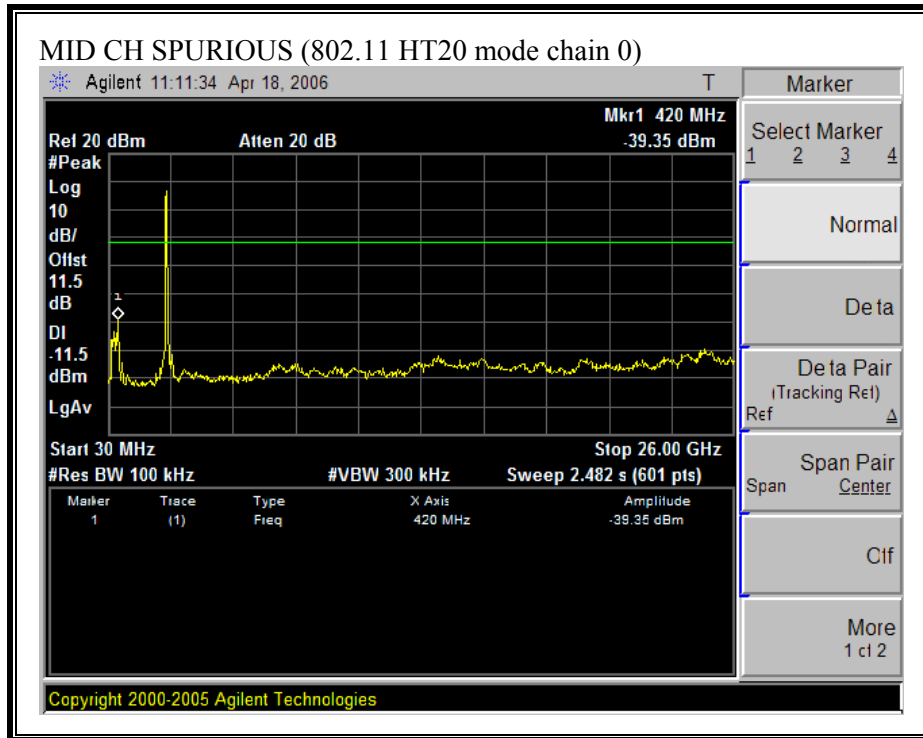 MID CH SPURIOUS (802.11 HT20 mode chain 0)
Agilent 11:11:34 Apr 18, 2006 T
Mkr1 420 MHz
Ref 20 dBm Atten 20 dB -39.35 dBm
#Peak
Log
10
dB/
Offst
11.5
dB
DI
-11.5
dBm
LgAv
1
Start 30 MHz Stop 26.00 GHz
#Res BW 100 kHz #VBW 300 kHz Sweep 2.482 s (601 pts)
Marker Trace Type X Axis Amplitude
1 (1) Freq 420 MHz -39.35 dBm
Copyright 2000-2005 Agilent Technologies
Marker
Select Marker
1 2 3 4
Normal
Delta
Delta Pair
(Tracking Ref)
Ref Δ
Span Pair
Span Center
Off
More
1 of 2